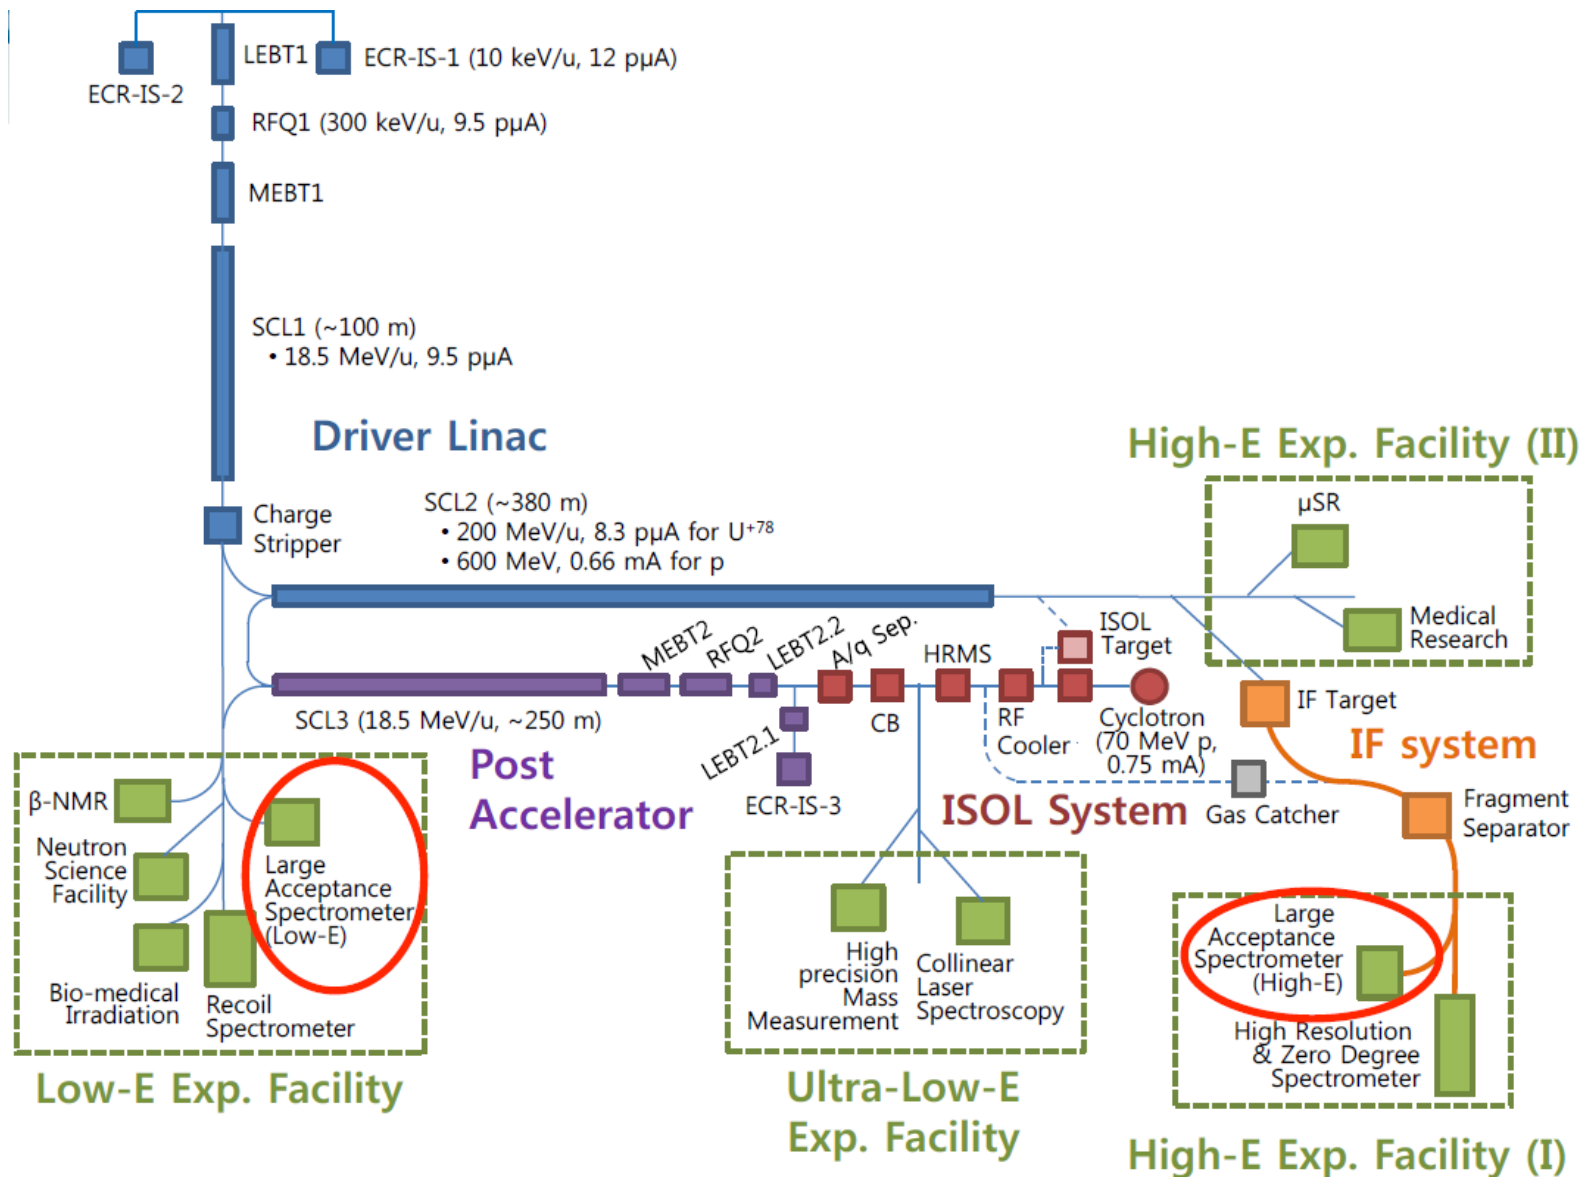 LEBT1
ECR-IS-1 (10 keV/u, 12 pµA)
ECR-IS-2
RFQ1 (300 keV/u, 9.5 pµA)
MEBT1
SCL1 (~100 m)
• 18.5 MeV/u, 9.5 pµA
Driver Linac
Charge
Stripper
SCL2 (~380 m)
• 200 MeV/u, 8.3 pµA for U+78
• 600 MeV, 0.66 mA for p
High-E Exp. Facility (II)
µSR
Medical
Research
MEBT2
RFQ2
LEBT2.2
A/q Sep.
HRMS
ISOL
Target
SCL3 (18.5 MeV/u, ~250 m)
LEBT2.1
ECR-IS-3
CB
RF
Cooler
Cyclotron
(70 MeV p,
0.75 mA)
IF Target
IF system
Post
Accelerator
ISOL System
Gas Catcher
Fragment
Separator
β-NMR
Neutron
Science
Facility
Bio-medical
Irradiation
Large
Acceptance
Spectrometer
(Low-E)
Recoil
Spectrometer
Low-E Exp. Facility
High
precision
Mass
Measurement
Collinear
Laser
Spectroscopy
Ultra-Low-E
Exp. Facility
Large
Acceptance
Spectrometer
(High-E)
High Resolution
& Zero Degree
Spectrometer
High-E Exp. Facility (I)